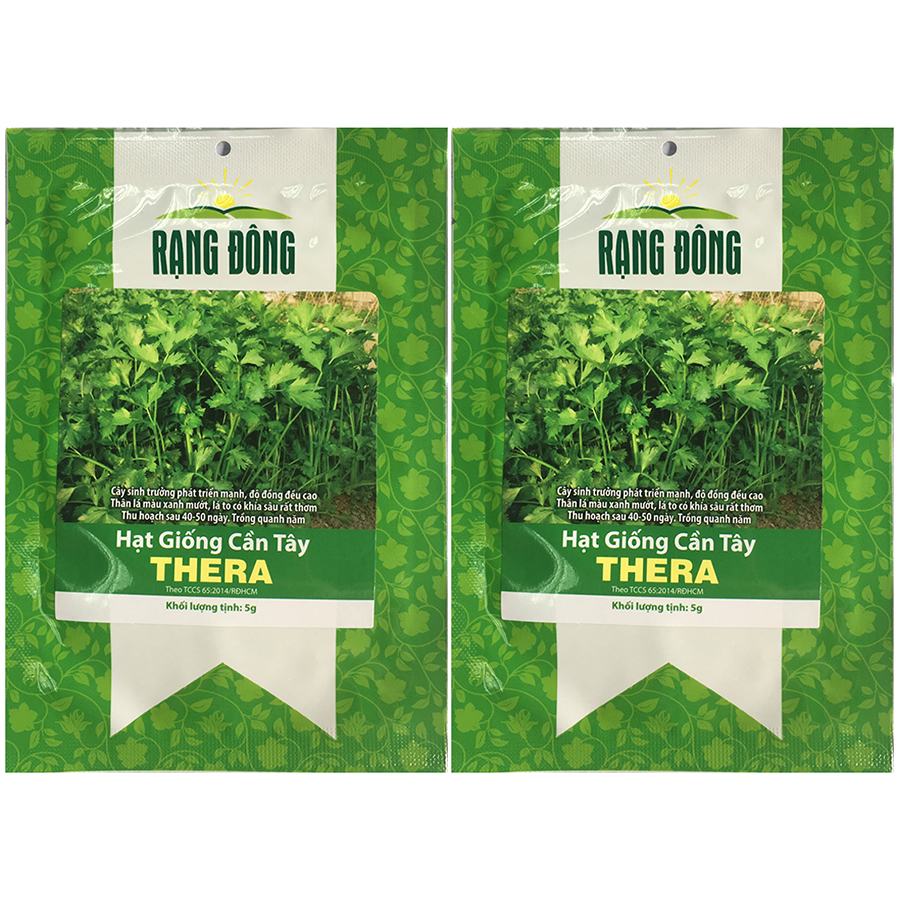 RẠNG ĐÔNG
Cây sinh trưởng phát triển mạnh, độ đồng đều cao
Thân lá màu xanh mướt, lá to có khía sâu rất thơm
Thu hoạch sau 40-50 ngày. Trồng quanh năm
Hạt Giống Cần Tây
THERA
Theo TCCS 65:2014/RĐHCM
Khối lượng tịnh: 5g
RẠNG ĐÔNG
Cây sinh trưởng phát triển mạnh, độ đồng đều cao
Thân lá màu xanh mướt, lá to có khía sâu rất thơm
Thu hoạch sau 40-50 ngày. Trồng quanh năm
Hạt Giống Cần Tây
THERA
Theo TCCS 65:2014/RĐHCM
Khối lượng tịnh: 5g